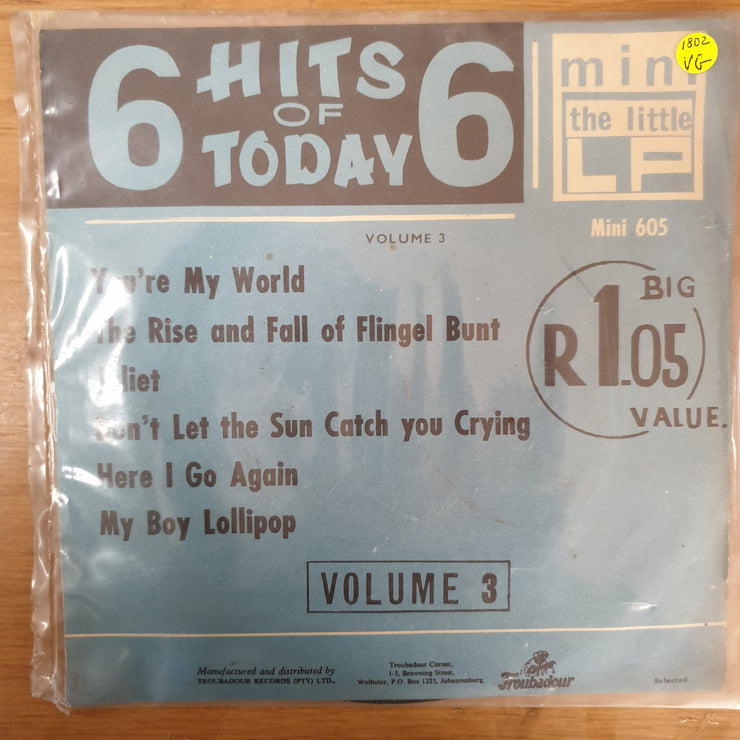 6 HITS OF TODAY 6
mini
the little
LP
1802
VG
Mini 605
VOLUME 3
You're My World
The Rise and Fall of Flingel Bunt
Juliet
Don't Let the Sun Catch you Crying
Here I Go Again
My Boy Lollipop
BIG
R1.05
VALUE.
VOLUME 3
Manufactured and distributed by
TROUBADOUR RECORDS (PTY) LTD.,
Troubadour Corner,
1-5, Browning Street,
Wolhuter, P.O. Box 1225, Johannesburg.
Troubadour
Selected